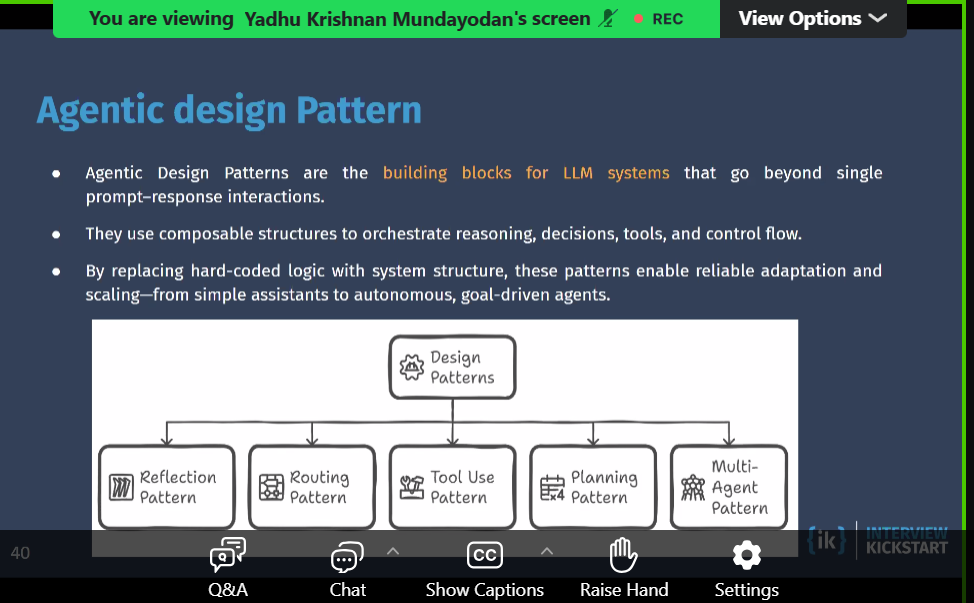 You are viewing Yadhu Krishnan Mundayodan's screen REC View Options
Agentic design Pattern
• Agentic Design Patterns are the building blocks for LLM systems that go beyond single
prompt–response interactions.
• They use composable structures to orchestrate reasoning, decisions, tools, and control flow.
• By replacing hard-coded logic with system structure, these patterns enable reliable adaptation and
scaling—from simple assistants to autonomous, goal-driven agents.
Design
Patterns
Reflection
Pattern
Routing
Pattern
Tool Use
Pattern
x4
Planning
Pattern
Multi-
Agent
Pattern
40
{ik}
INTERVIEW
KICKSTART
Q&A
Chat
CC
Show Captions
Raise Hand
Settings